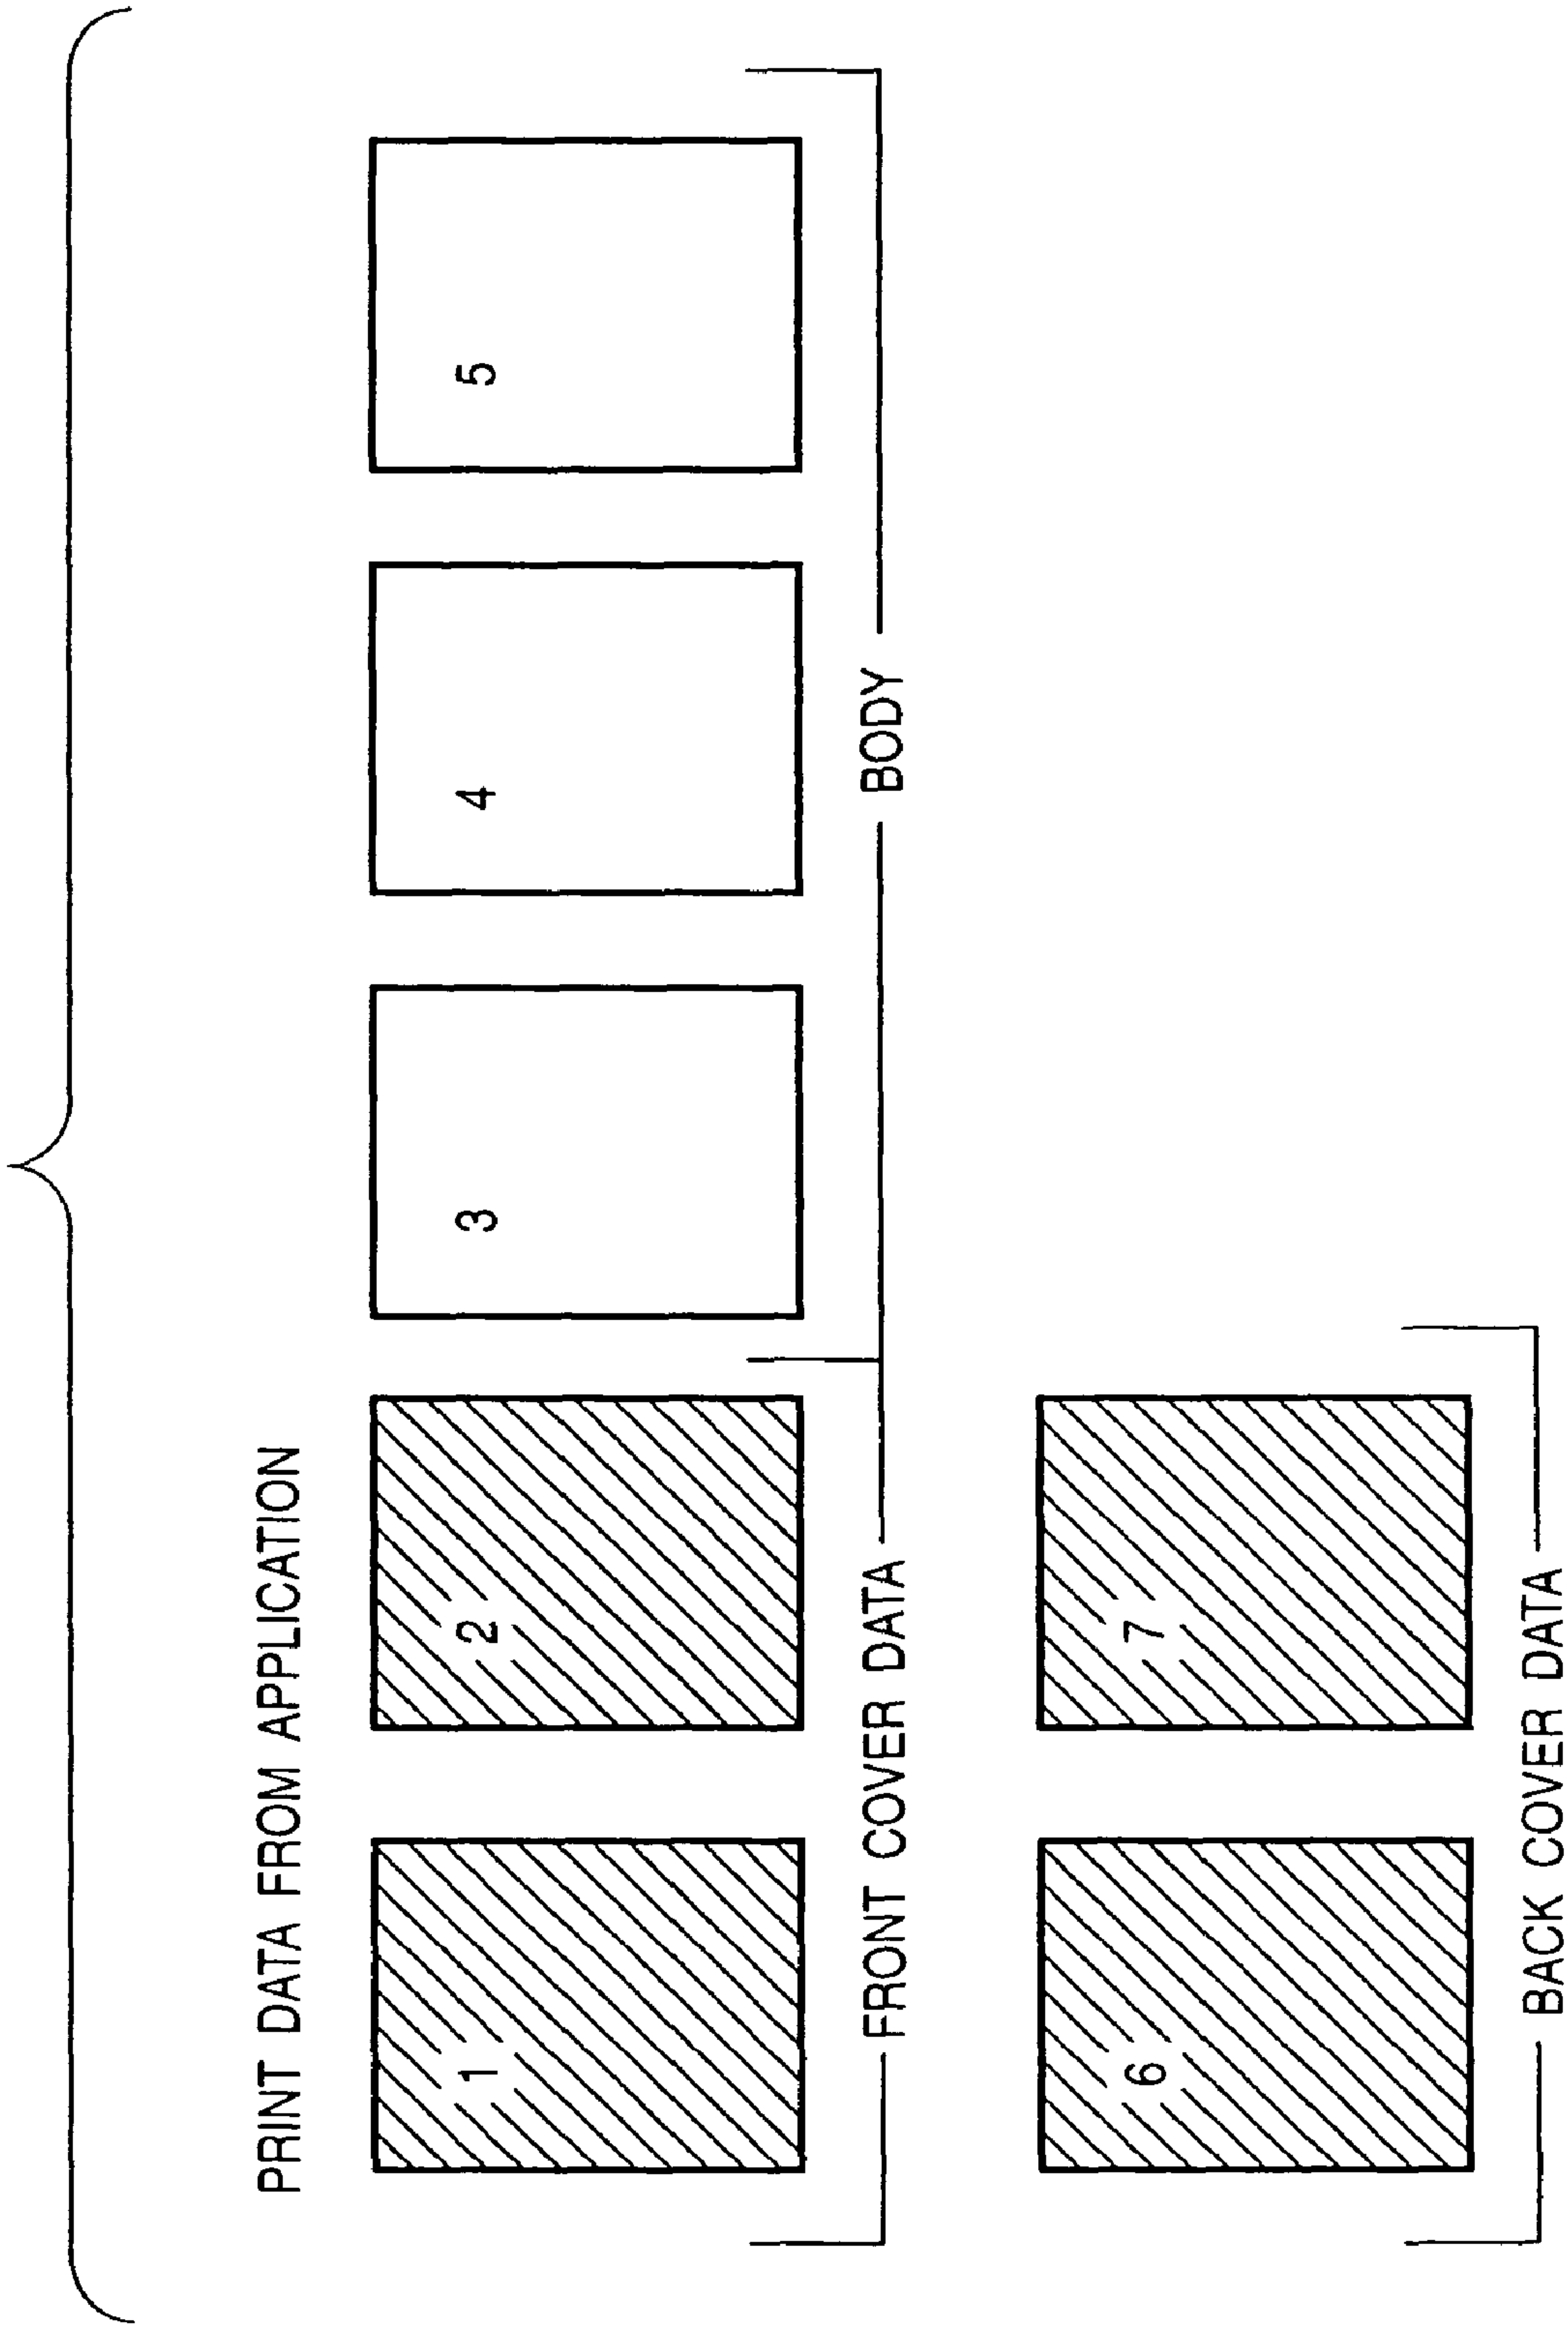 PRINT DATA FROM APPLICATION
1 2 3 4 5
FRONT COVER DATA BODY
6 7
BACK COVER DATA